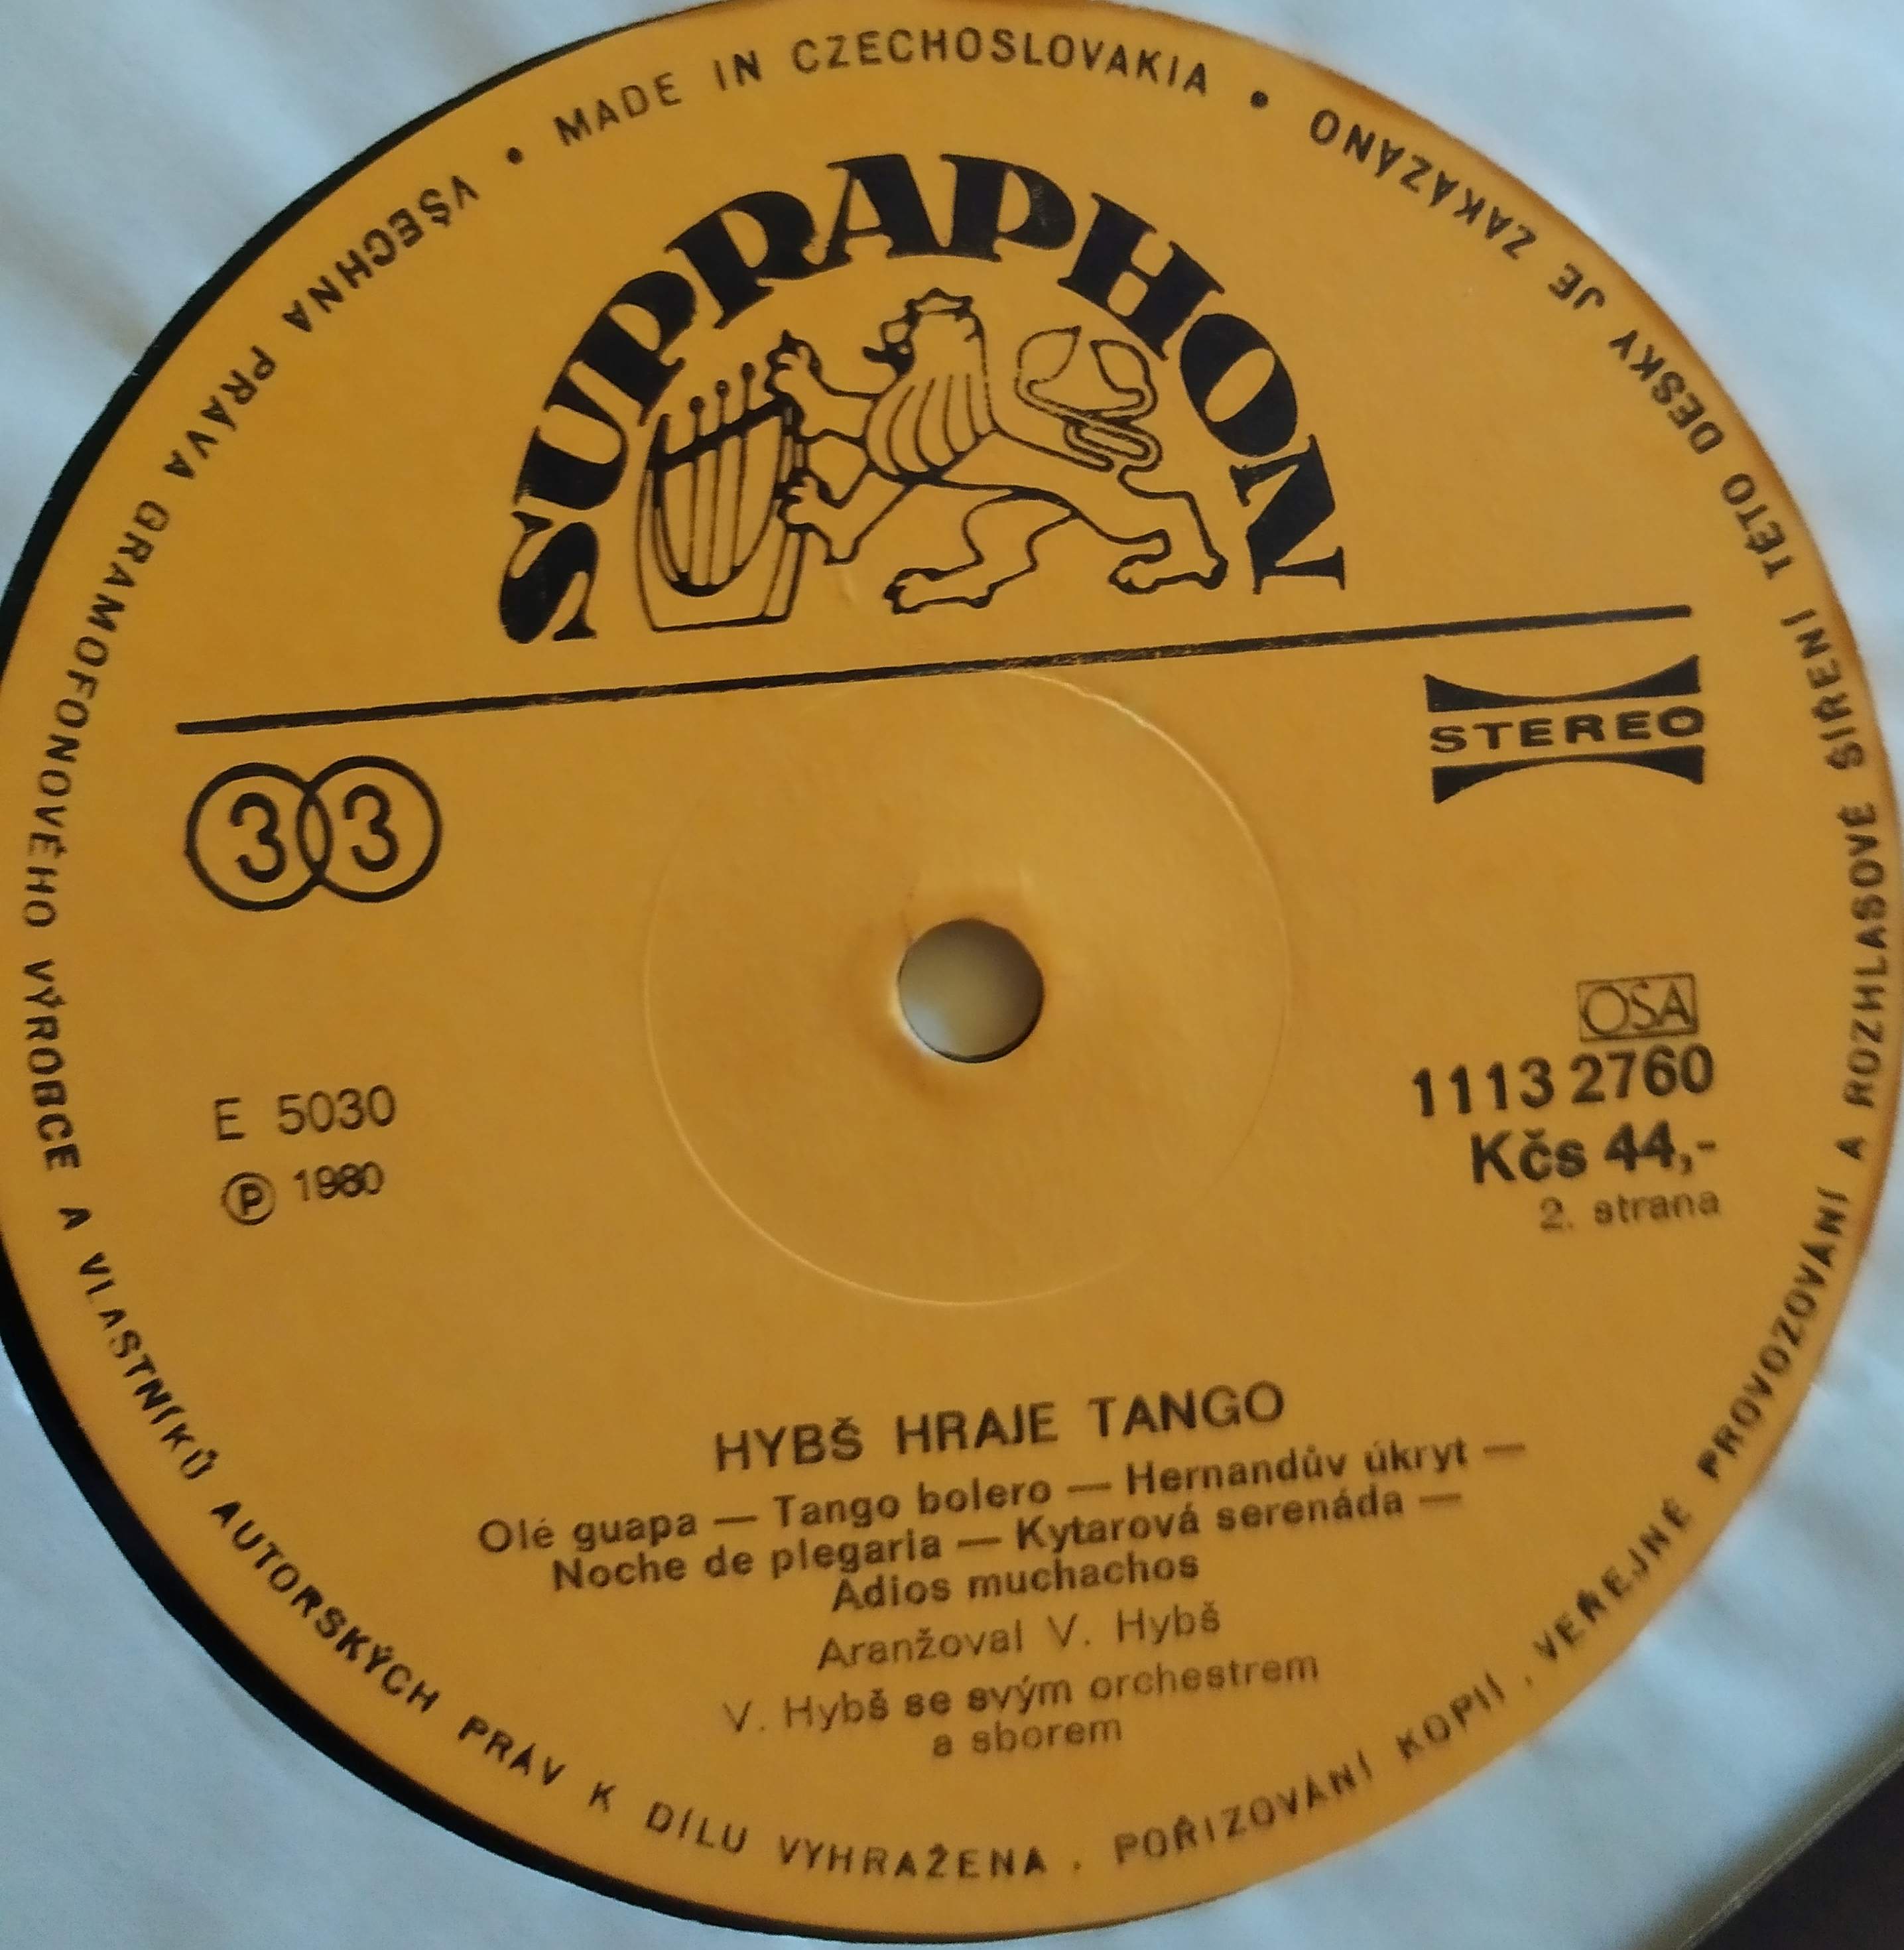 • MADE IN CZECHOSLOVAKIA •
VŠECHNA PRÁVA GRAMOFONOVÉHO VÝROBCE A VLASTNÍKŮ AUTORSKÝCH PRÁV K DÍLU VYHRAŽENA . POŘIZOVÁNÍ KOPIÍ , VEŘEJNÉ PROVOZOVÁNÍ A ROZHLASOVÉ ŠÍŘENÍ TÉTO DESKY JE ZAKÁZÁNO
SUPRAPHON
33
STEREO
OSA
E 5030
1113 2760
Ⓟ 1980
Kčs 44,-
2. strana
HYBŠ HRAJE TANGO
Olé guapa — Tango bolero — Hernandův úkryt —
Noche de plegaria — Kytarová serenáda —
Adios muchachos
Aranžoval V. Hybš
V. Hybš se svým orchestrem
a sborem